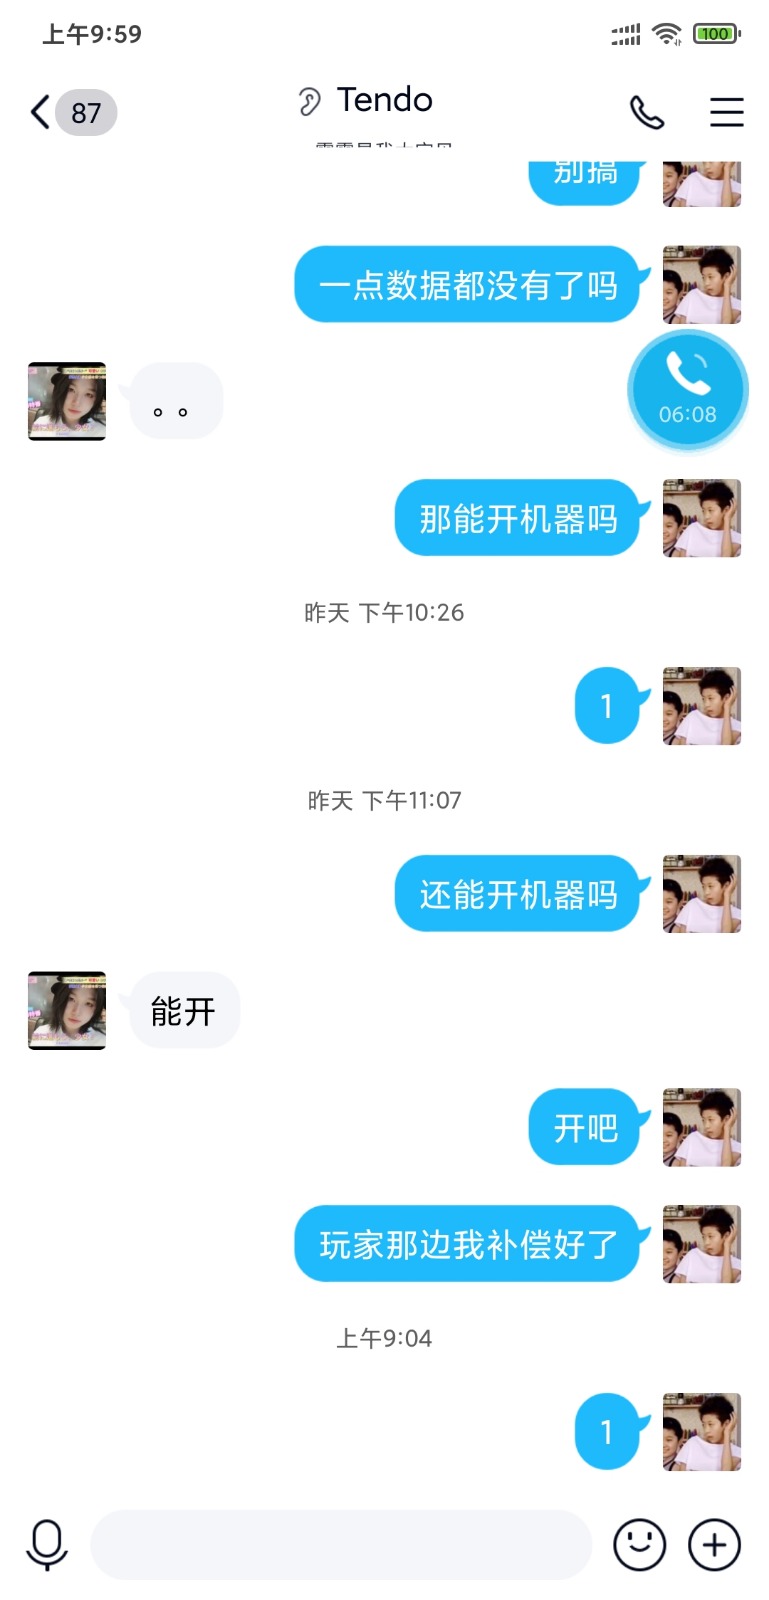 上午9:59
100
87
Tendo
别搞
一点数据都没有了吗
。。
06:08
那能开机器吗
昨天 下午10:26
1
昨天 下午11:07
还能开机器吗
能开
开吧
玩家那边我补偿好了
上午9:04
1